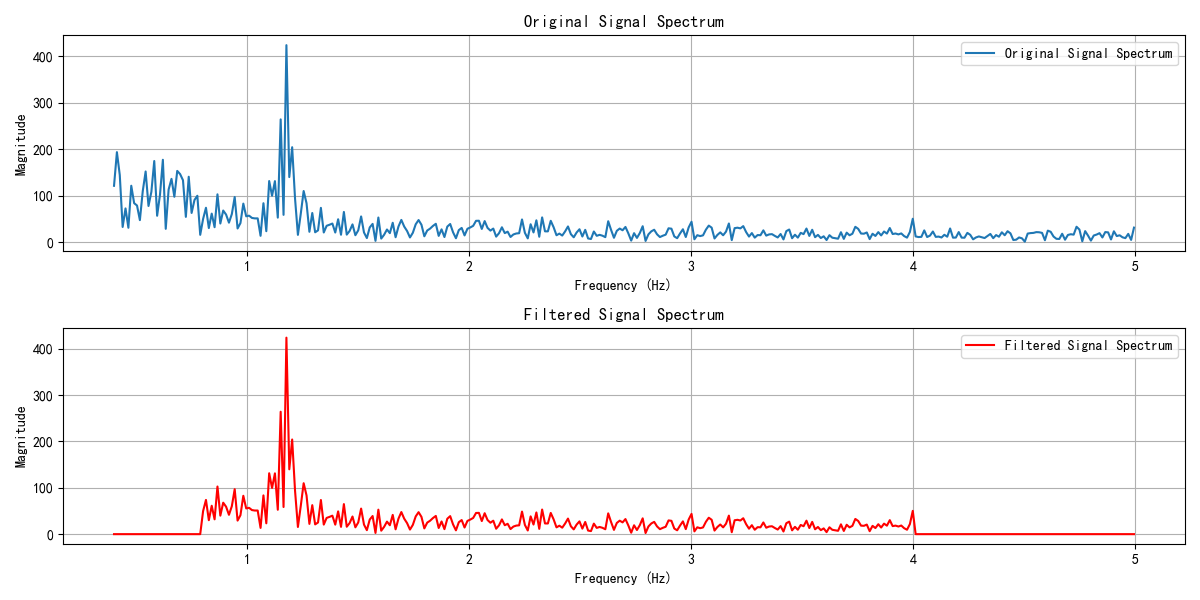 Original Signal Spectrum
Original Signal Spectrum
Magnitude
400
300
200
100
0
1 2 3 4 5
Frequency (Hz)
Filtered Signal Spectrum
Filtered Signal Spectrum
Magnitude
400
300
200
100
0
1 2 3 4 5
Frequency (Hz)